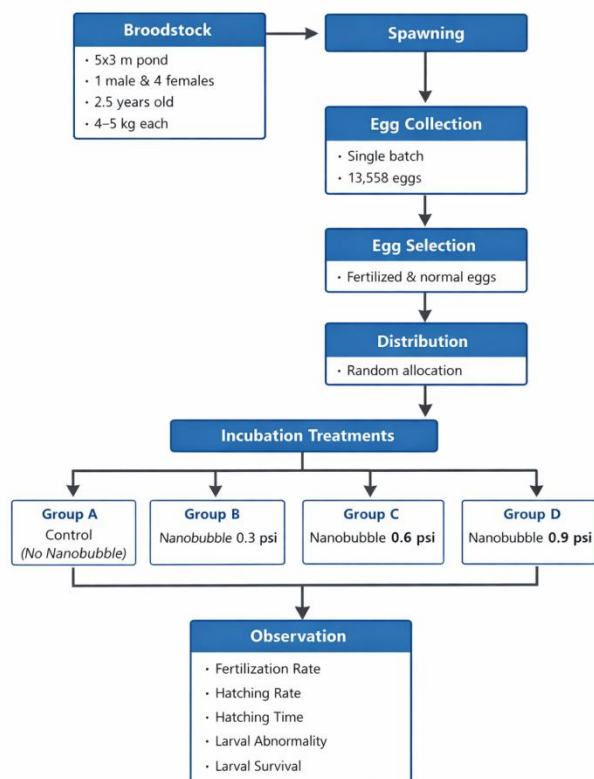 Broodstock
· 5x3 m pond
· 1 male & 4 females
· 2.5 years old
· 4–5 kg each
Spawning
Egg Collection
· Single batch
· 13,558 eggs
Egg Selection
· Fertilized & normal eggs
Distribution
· Random allocation
Incubation Treatments
Group A
Control
(No Nanobubble)
Group B
Nanobubble 0.3 psi
Group C
Nanobubble 0.6 psi
Group D
Nanobubble 0.9 psi
Observation
· Fertilization Rate
· Hatching Rate
· Hatching Time
· Larval Abnormality
· Larval Survival